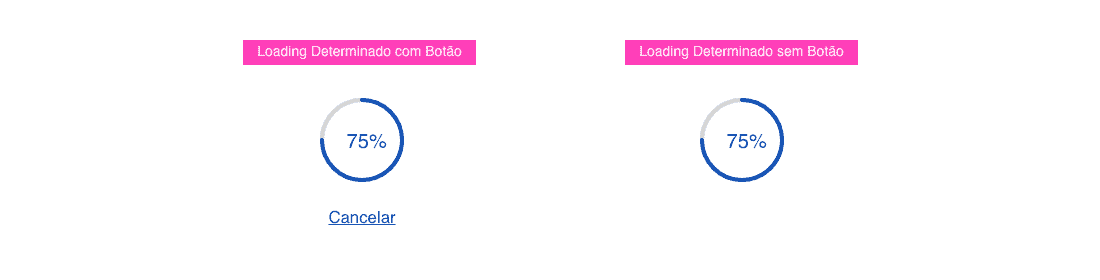 Loading Determinado com Botão
Loading Determinado sem Botão
75%
75%
Cancelar